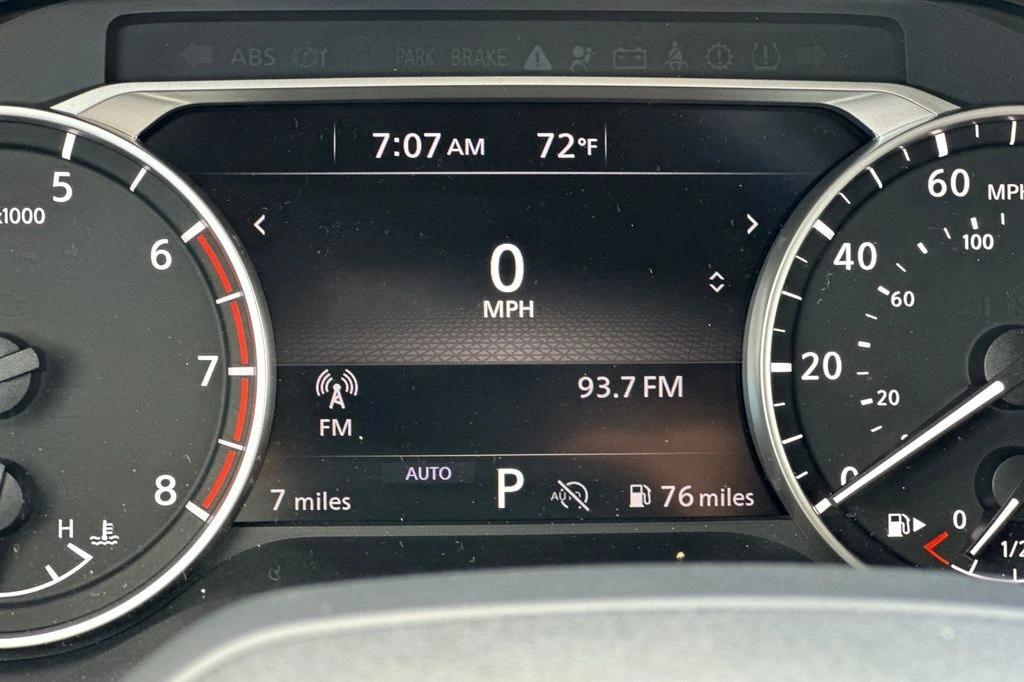 ABS PARK BRAKE
7:07 AM 72°F
x1000 5 6 7 8
H
0
MPH
FM 93.7 FM
AUTO
7 miles P AUTO 76 miles
60 MPH
40 100
60
20 20
0
0
1/2